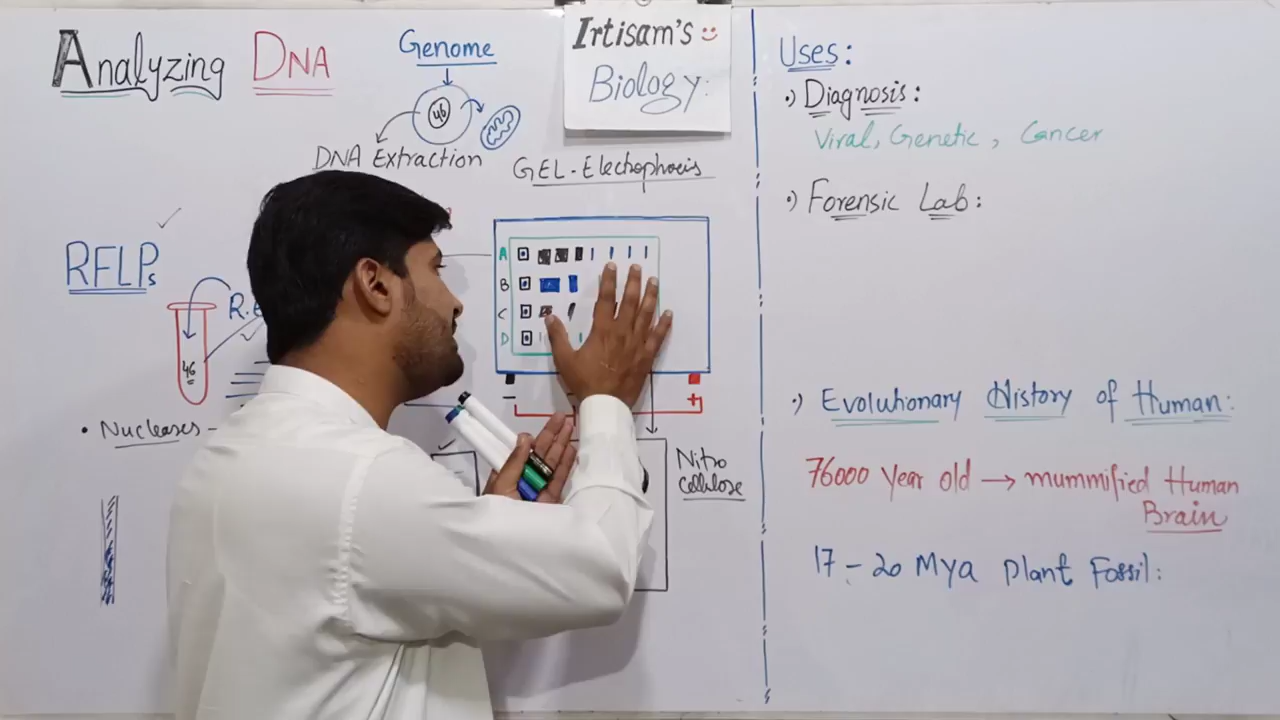 Analyzing DNA
Genome
46
DNA Extraction
Irtisam's
Biology:
GEL-Electrophoris
A
B
C
D
- +
RFLPs
46
• Nucleases -
Nitro
Cellulose
Uses:
•) Diagnosis:
Viral, Genetic, Cancer
•) Forensic Lab:
•) Evolutionary History of Human:
76000 Year old → mummified Human
Brain
17-20 Mya Plant Fossil: